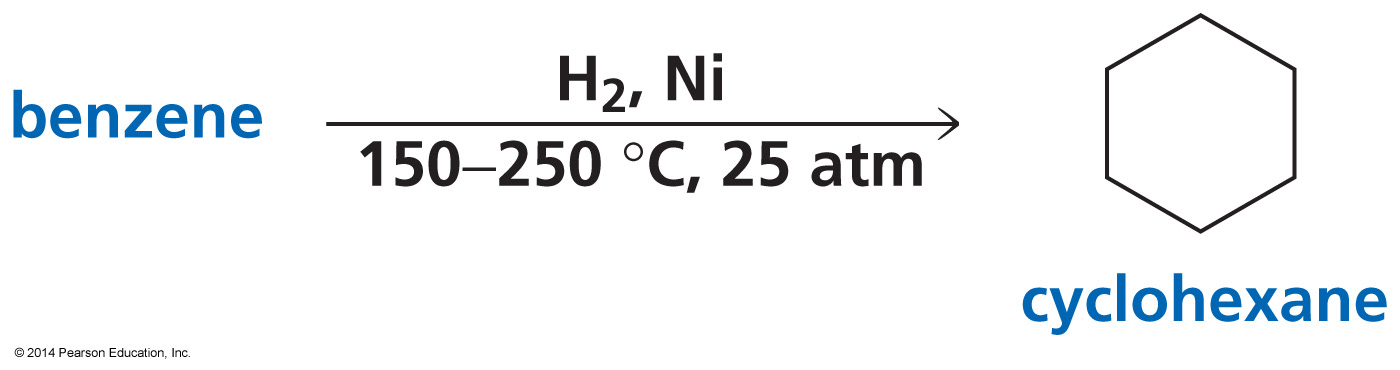 H₂, Ni
benzene
150–250 °C, 25 atm
cyclohexane
© 2014 Pearson Education, Inc.